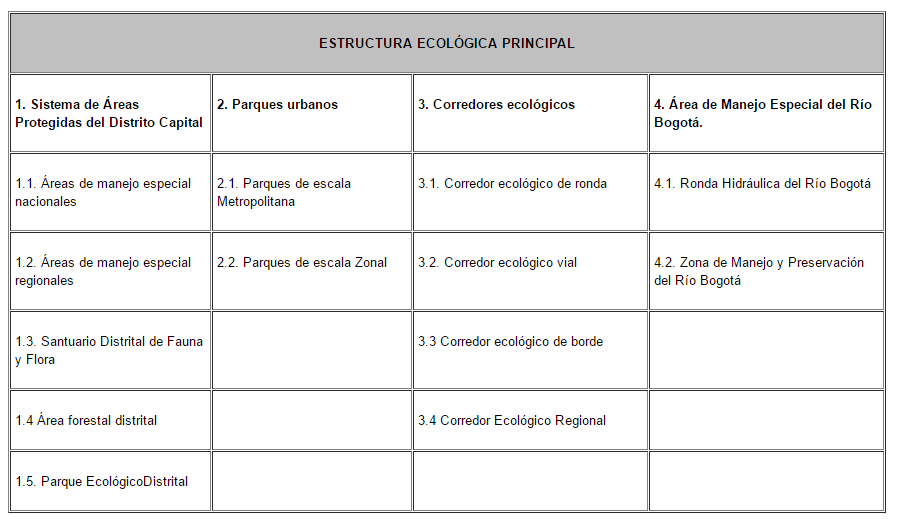 ESTRUCTURA ECOLÓGICA PRINCIPAL
1. Sistema de Áreas
Protegidas del Distrito Capital
2. Parques urbanos
3. Corredores ecológicos
4. Área de Manejo Especial del Río
Bogotá.
1.1. Áreas de manejo especial
nacionales
2.1. Parques de escala
Metropolitana
3.1. Corredor ecológico de ronda
4.1. Ronda Hidráulica del Río Bogotá
1.2. Áreas de manejo especial
regionales
2.2. Parques de escala Zonal
3.2. Corredor ecológico vial
4.2. Zona de Manejo y Preservación
del Río Bogotá
1.3. Santuario Distrital de Fauna
y Flora
3.3 Corredor ecológico de borde
1.4 Área forestal distrital
3.4 Corredor Ecológico Regional
1.5. Parque EcológicoDistrital